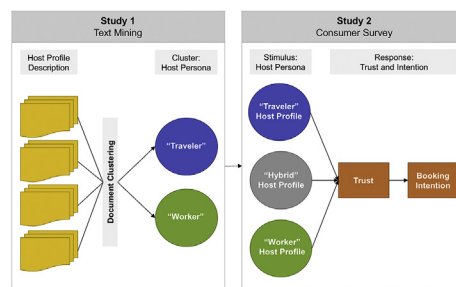 Study 1
Text Mining
Host Profile
Description
Cluster:
Host Persona
Document Clustering
"Traveler"
"Worker"
Study 2
Consumer Survey
Stimulus:
Host Persona
Response:
Trust and Intention
"Traveler"
Host Profile
"Hybrid"
Host Profile
"Worker"
Host Profile
Trust
Booking
Intention